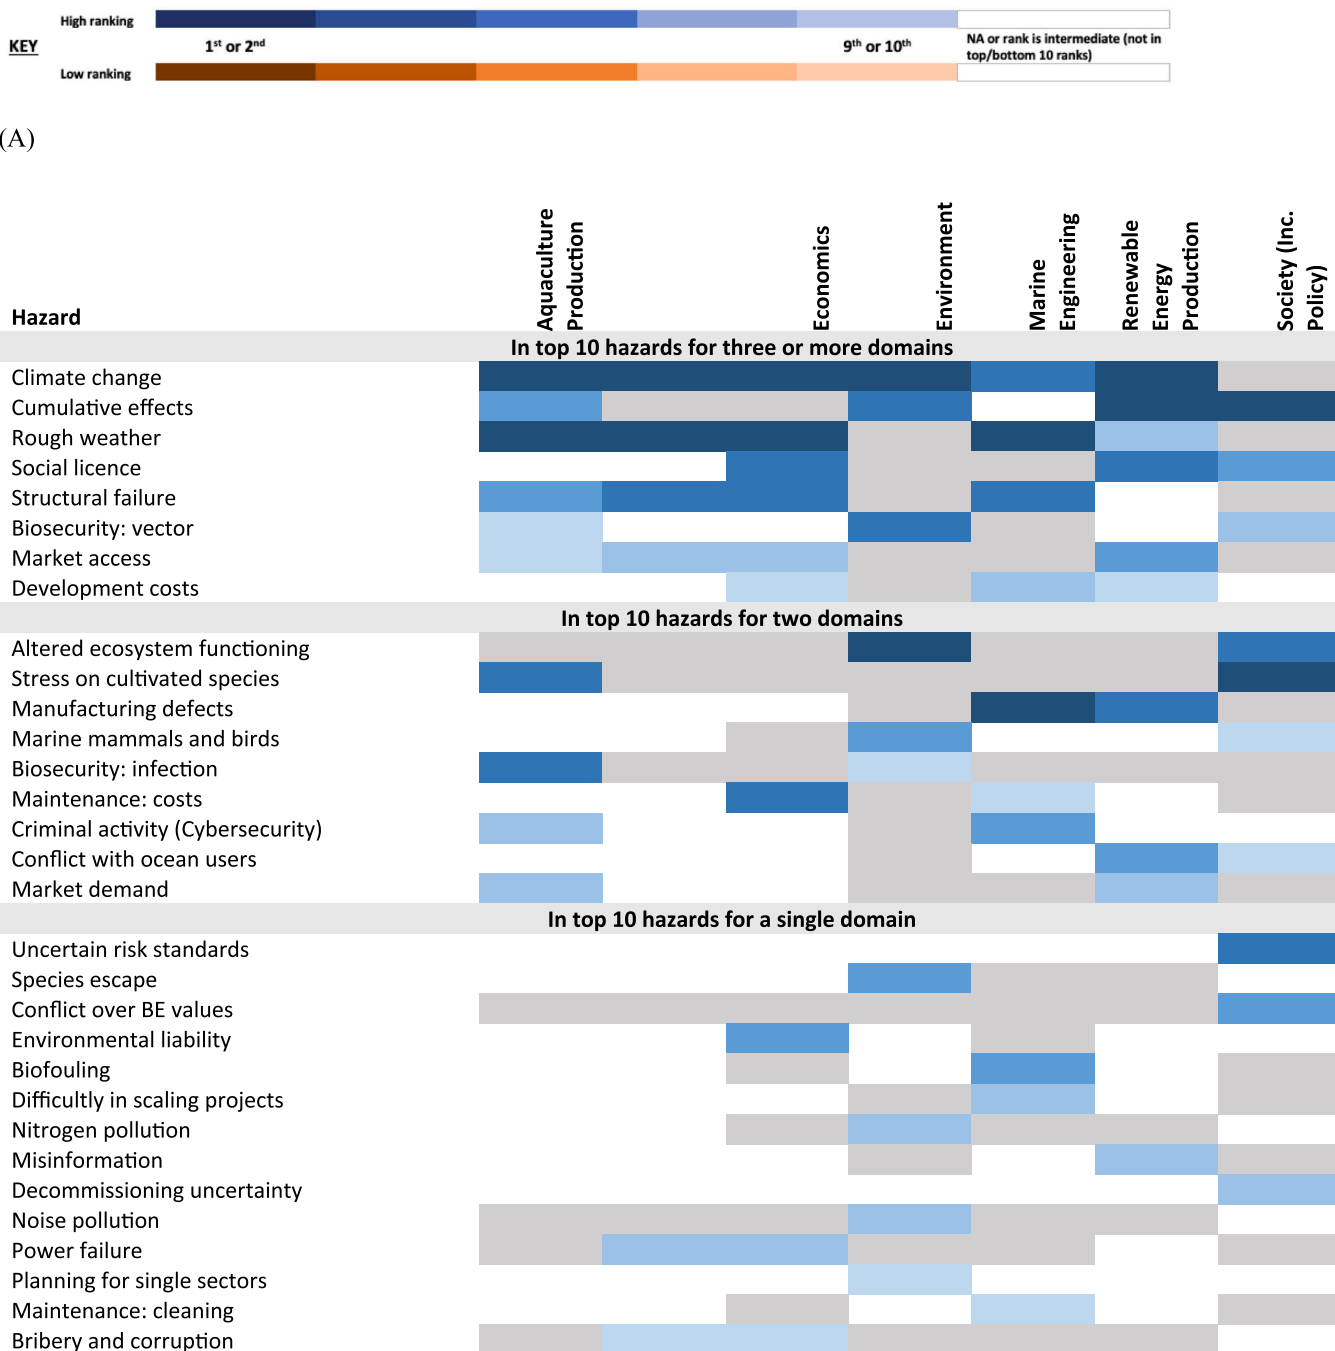 High ranking
KEY
1st or 2nd
9th or 10th
NA or rank is intermediate (not in
top/bottom 10 ranks)
Low ranking
(A)
Hazard
Aquaculture
Production
Economics
Environment
Marine
Engineering
Renewable
Energy
Production
Society (Inc.
Policy)
In top 10 hazards for three or more domains
Climate change
Cumulative effects
Rough weather
Social licence
Structural failure
Biosecurity: vector
Market access
Development costs
In top 10 hazards for two domains
Altered ecosystem functioning
Stress on cultivated species
Manufacturing defects
Marine mammals and birds
Biosecurity: infection
Maintenance: costs
Criminal activity (Cybersecurity)
Conflict with ocean users
Market demand
In top 10 hazards for a single domain
Uncertain risk standards
Species escape
Conflict over BE values
Environmental liability
Biofouling
Difficultly in scaling projects
Nitrogen pollution
Misinformation
Decommissioning uncertainty
Noise pollution
Power failure
Planning for single sectors
Maintenance: cleaning
Bribery and corruption